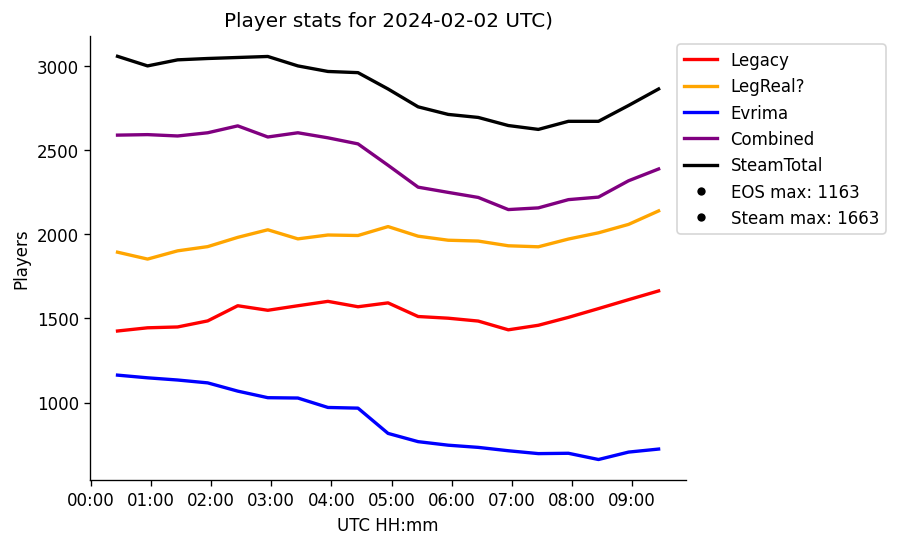 Player stats for 2024-02-02 UTC)
Legacy
LegReal?
Evrima
Combined
SteamTotal
EOS max: 1163
Steam max: 1663
Players
3000
2500
2000
1500
1000
00:00 01:00 02:00 03:00 04:00 05:00 06:00 07:00 08:00 09:00
UTC HH:mm